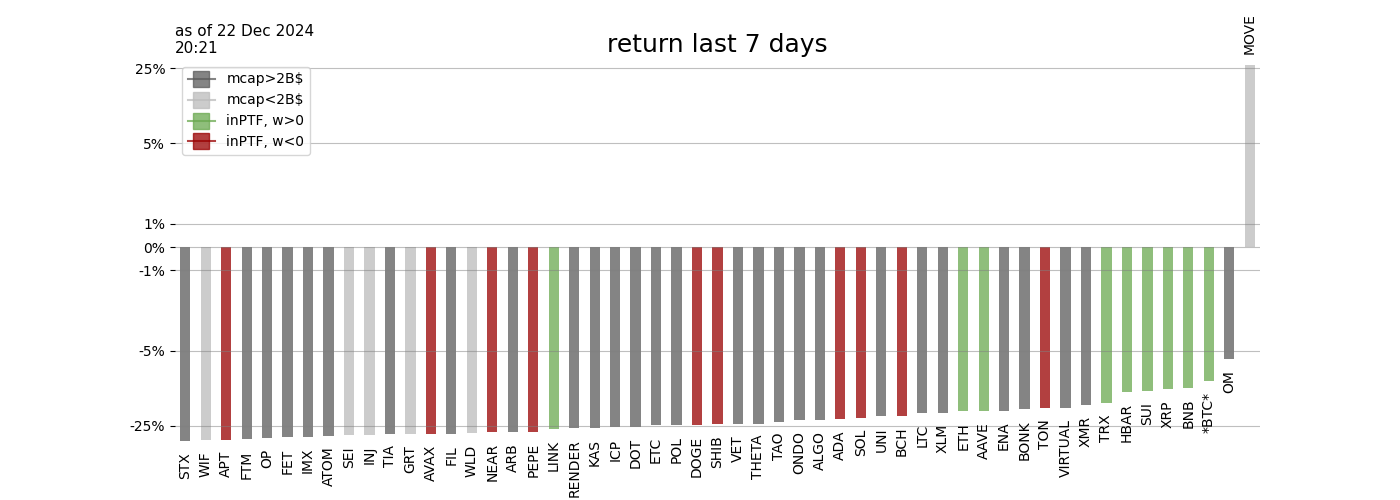 as of 22 Dec 2024
20:21
return last 7 days
MOVE
mcap>2B$
mcap<2B$
inPTF, w>0
inPTF, w<0
25%
5%
1%
0%
-1%
-5%
-25%
STX
WIF
APT
FTM
OP
FET
IMX
ATOM
SEI
INJ
TIA
GRT
AVAX
FIL
WLD
NEAR
ARB
PEPE
LINK
RENDER
KAS
ICP
DOT
ETC
POL
DOGE
SHIB
VET
THETA
TAO
ONDO
ALGO
ADA
SOL
UNI
BCH
LTC
XLM
ETH
AAVE
ENA
BONK
TON
VIRTUAL
XMR
TRX
HBAR
SUI
XRP
BNB
*BTC*
OM